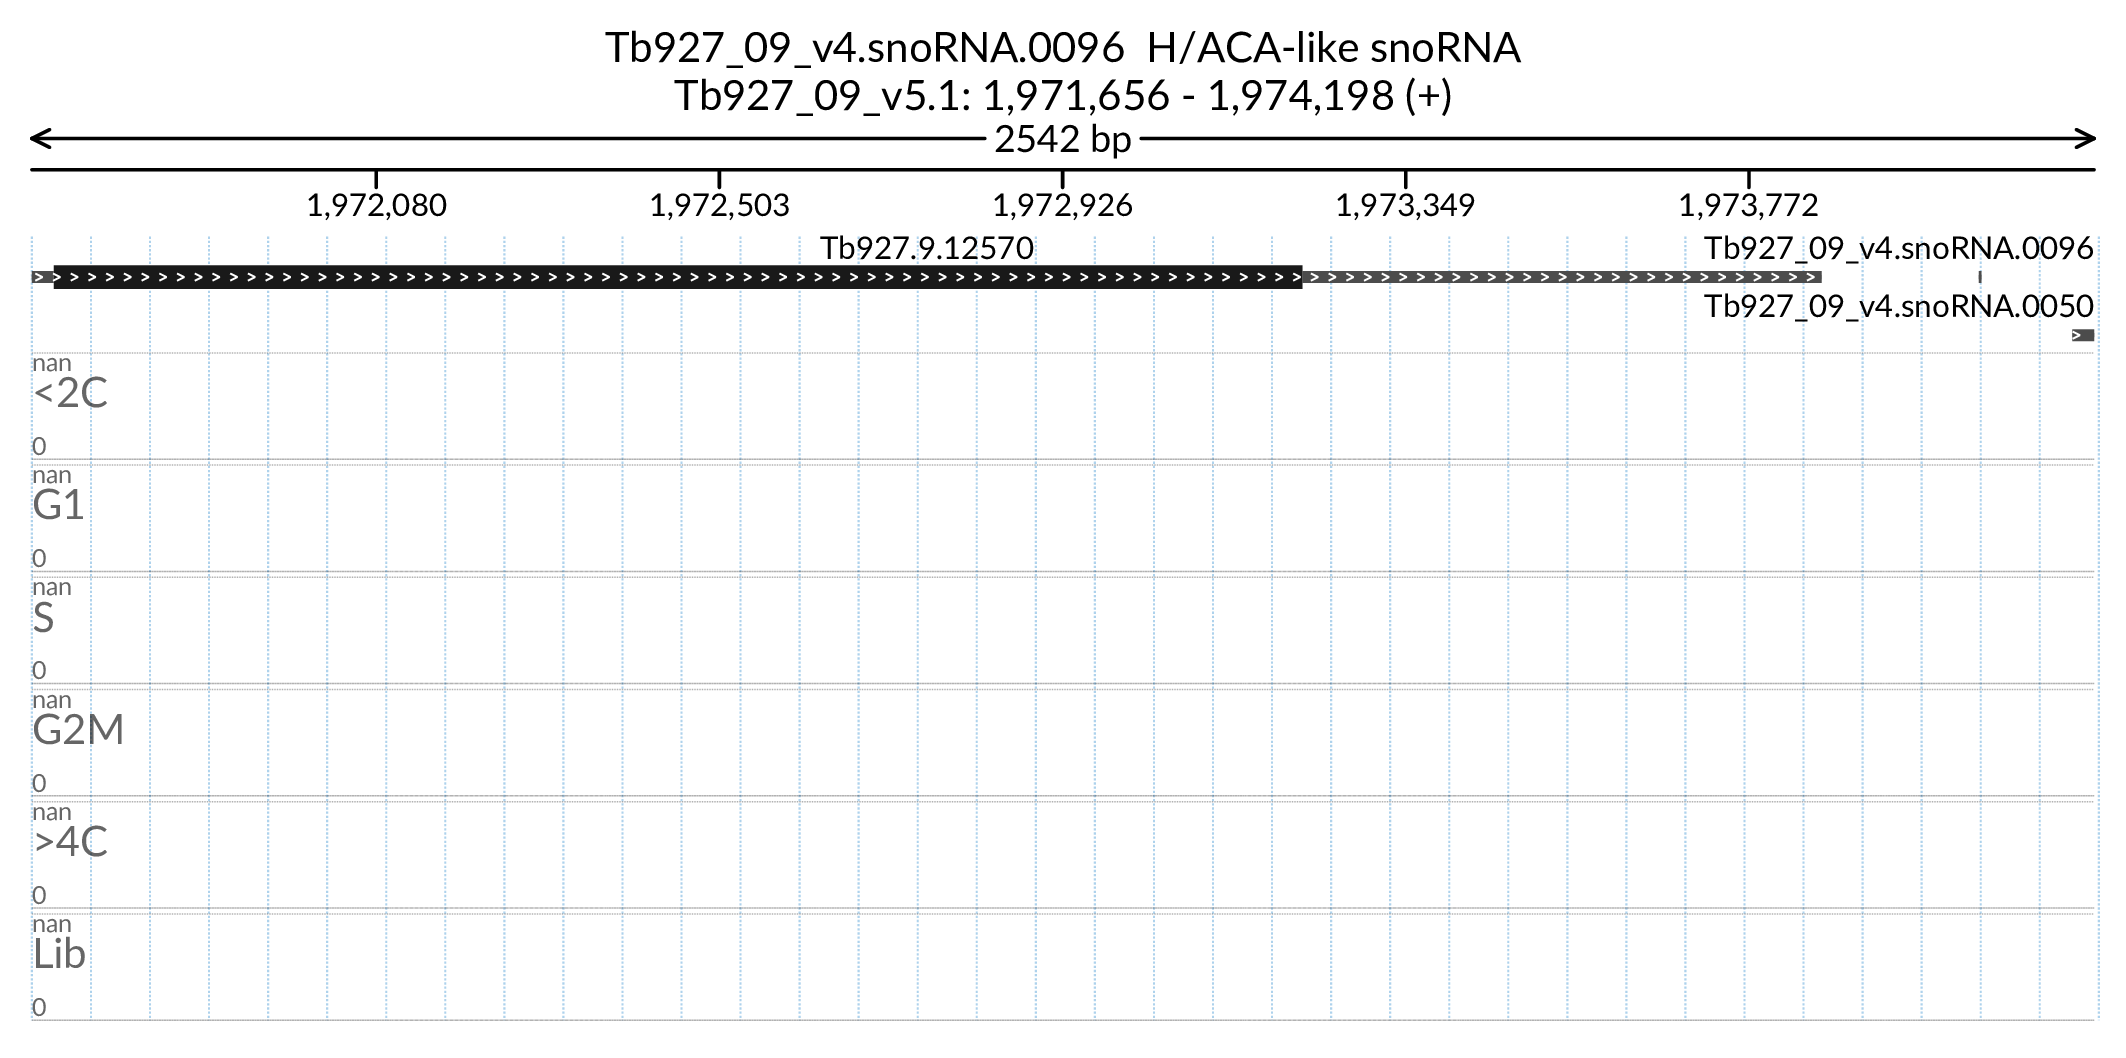 Tb927_09_v4.snoRNA.0096 H/ACA-like snoRNA
Tb927_09_v5.1: 1,971,656 - 1,974,198 (+)
2542 bp
1,972,080 1,972,503 1,972,926 1,973,349 1,973,772
Tb927.9.12570 Tb927_09_v4.snoRNA.0096
Tb927_09_v4.snoRNA.0050
nan
<2C
0
nan
G1
0
nan
S
0
nan
G2M
0
nan
>4C
0
nan
Lib
0